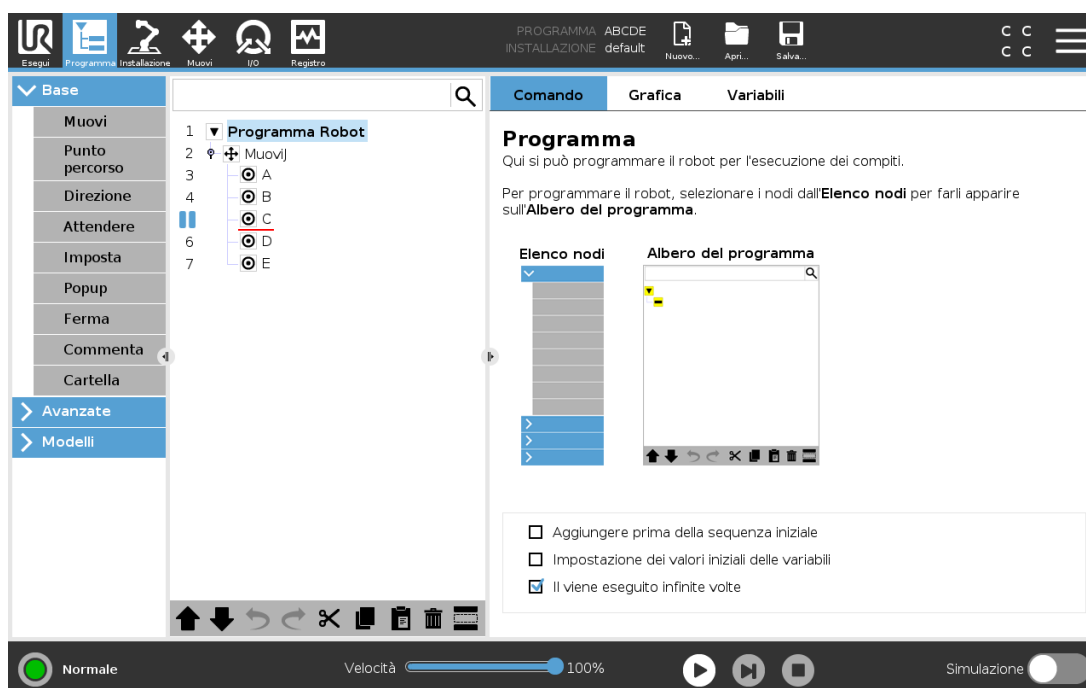 PROGRAMMA ABCDE
INSTALLAZIONE default
UR
Esegui
Programma
Installazione
Muovi
I/O
Registro
Nuovo...
Apri...
Salva...
C C
C C
Base
Muovi
Punto
percorso
Direzione
Attendere
Imposta
Popup
Ferma
Commenta
Cartella
Avanzate
Modelli
1 Programma Robot
2 MuoviJ
3 A
4 B
C
6 D
7 E
Comando Grafica Variabili
Programma
Qui si può programmare il robot per l'esecuzione dei compiti.
Per programmare il robot, selezionare i nodi dall'Elenco nodi per farli apparire
sull'Albero del programma.
Elenco nodi Albero del programma
Aggiungere prima della sequenza iniziale
Impostazione dei valori iniziali delle variabili
Il viene eseguito infinite volte
Normale
Velocità 100%
Simulazione